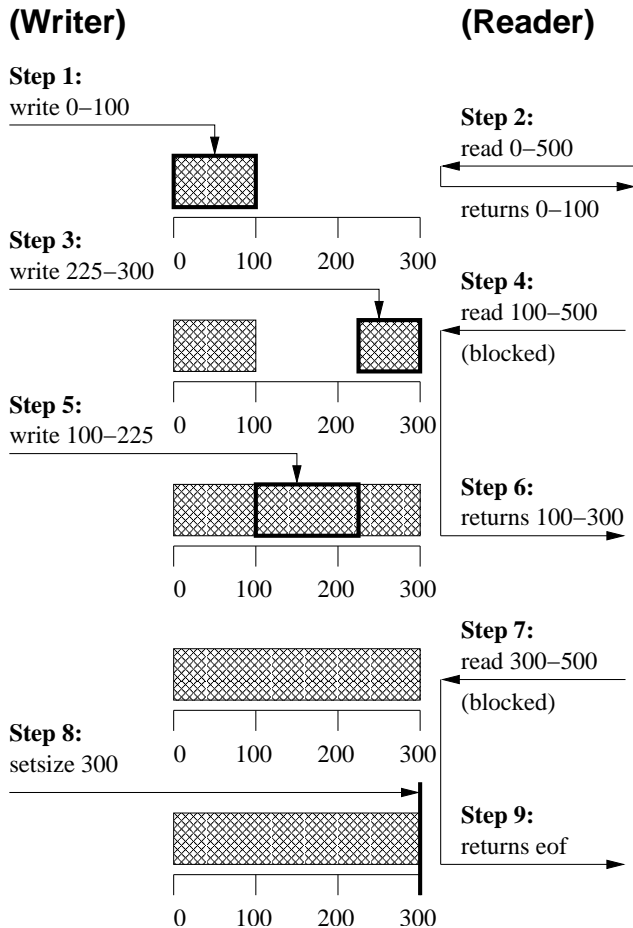 (Writer) (Reader)
Step 1:
write 0–100
Step 2:
read 0–500
returns 0–100
0 100 200 300
Step 3:
write 225–300
Step 4:
read 100–500
(blocked)
0 100 200 300
Step 5:
write 100–225
Step 6:
returns 100–300
0 100 200 300
Step 7:
read 300–500
(blocked)
0 100 200 300
Step 8:
setsize 300
Step 9:
returns eof
0 100 200 300